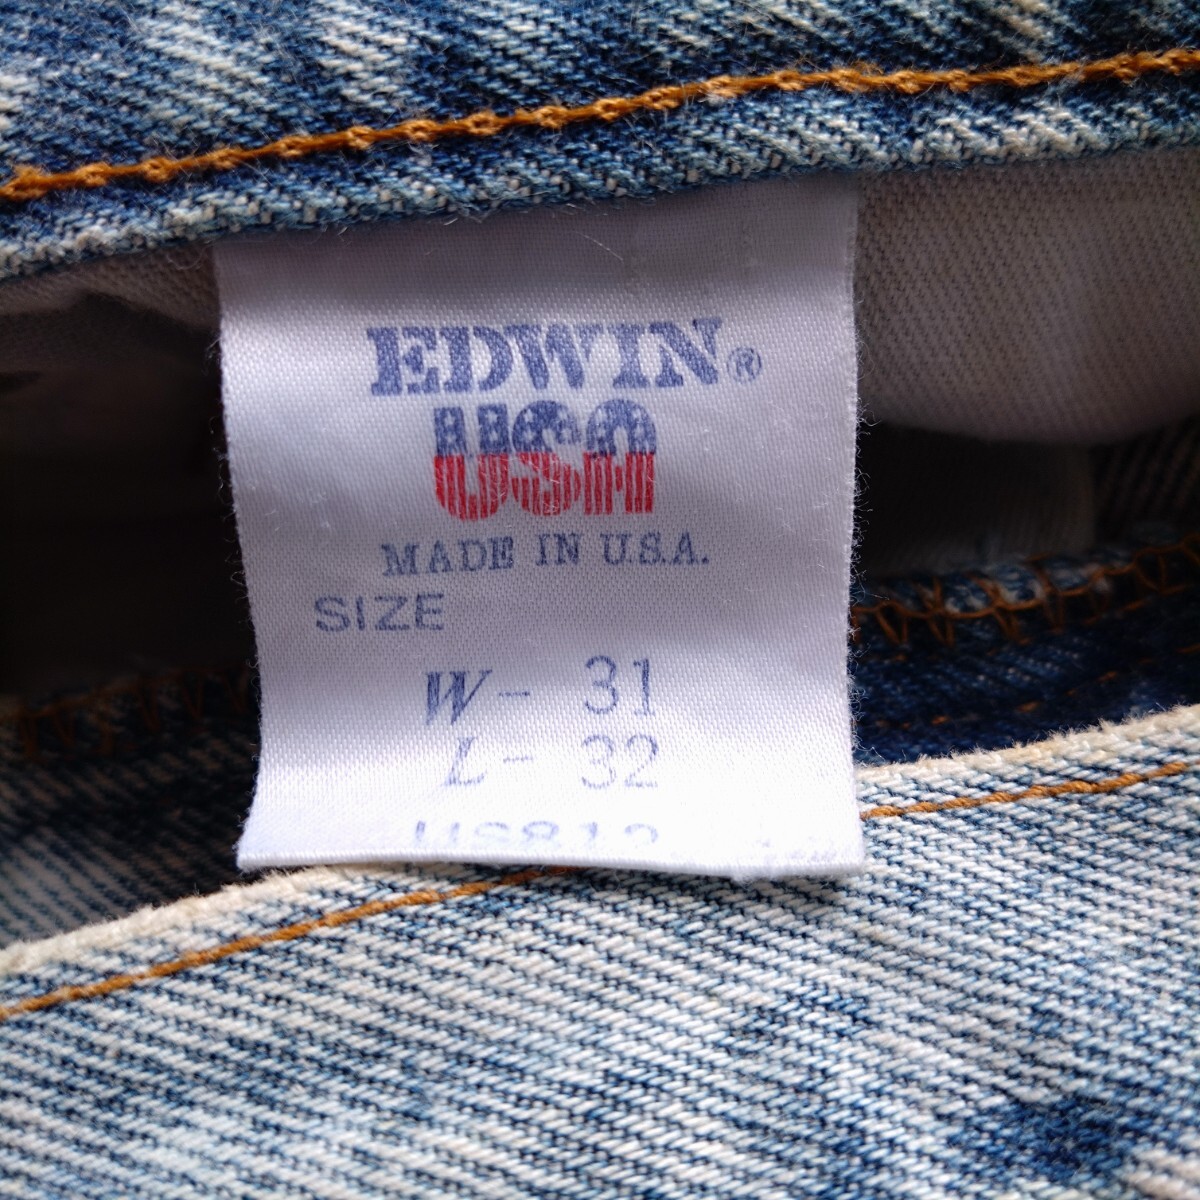 EDWIN®
USA
MADE IN U.S.A.
SIZE
W- 31
L- 32